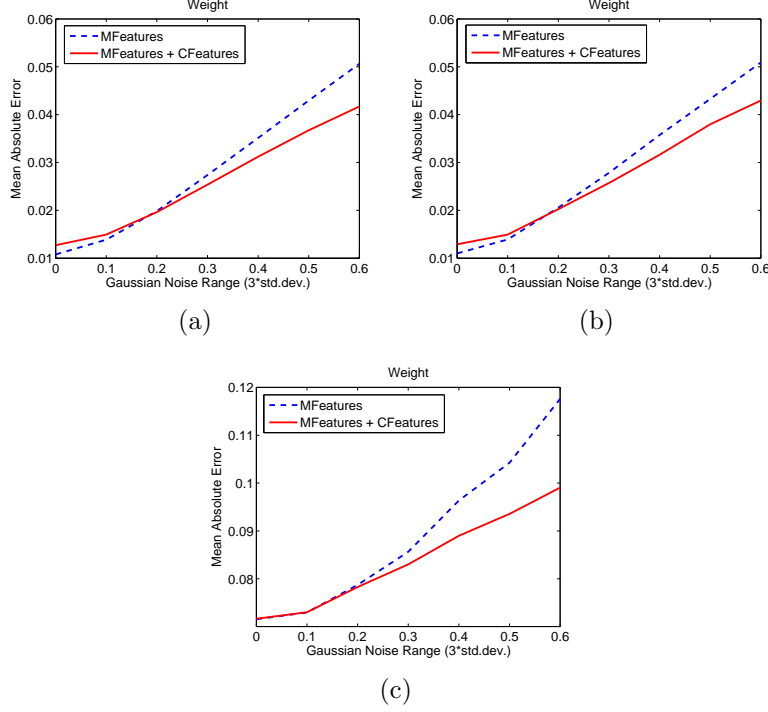 Weight
0.06
MFeatures
MFeatures + CFeatures
0.05
0.04
0.03
0.02
0.01
Mean Absolute Error
0 0.1 0.2 0.3 0.4 0.5 0.6
Gaussian Noise Range (3*std.dev.)
(a)
Weight
0.06
MFeatures
MFeatures + CFeatures
0.05
0.04
0.03
0.02
0.01
Mean Absolute Error
0 0.1 0.2 0.3 0.4 0.5 0.6
Gaussian Noise Range (3*std.dev.)
(b)
Weight
0.12
MFeatures
MFeatures + CFeatures
0.11
0.1
0.09
0.08
Mean Absolute Error
0 0.1 0.2 0.3 0.4 0.5 0.6
Gaussian Noise Range (3*std.dev.)
(c)